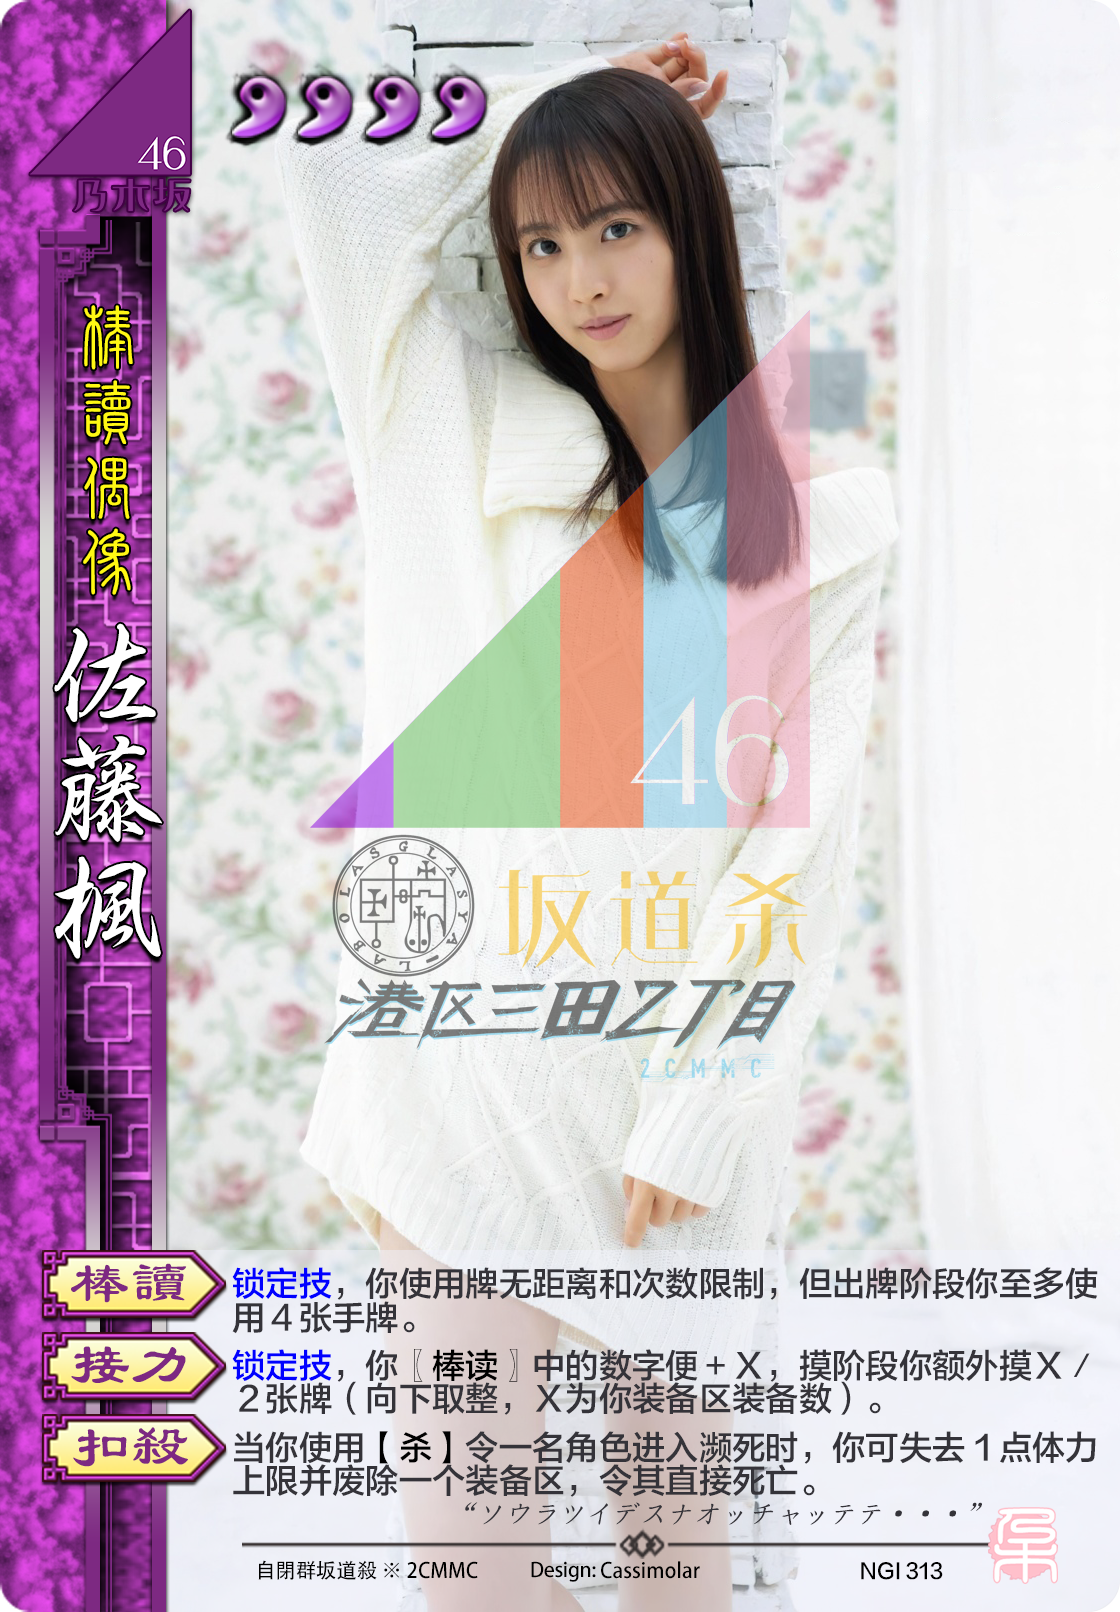 46
乃木坂
棒讀偶像
佐藤楓
46
GLASYA-LABOLAS
坂道杀
港区三田2丁目
2CMMC
棒讀
锁定技，你使用牌无距离和次数限制，但出牌阶段你至多使
用４张手牌。
接力
锁定技，你〖棒读〗中的数字便＋Ｘ，摸阶段你额外摸Ｘ／
２张牌（向下取整，Ｘ为你装备区装备数）。
扣殺
当你使用【杀】令一名角色进入濒死时，你可失去１点体力
上限并废除一个装备区，令其直接死亡。
“ソウラツイデスナオッチャッテテ・・・”
自閉群坂道殺 ※ 2CMMC
Design: Cassimolar
NGI 313